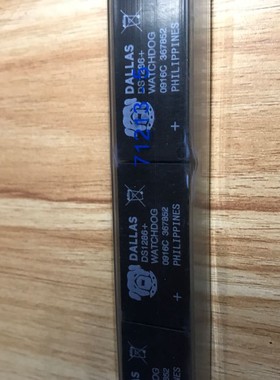 DALLAS
DS1286+
WATCHDOG
0916C 367852
PHILIPPINES
+
DALLAS
DS1286+
WATCHDOG
0916C 367852
PHILIPPINES
+